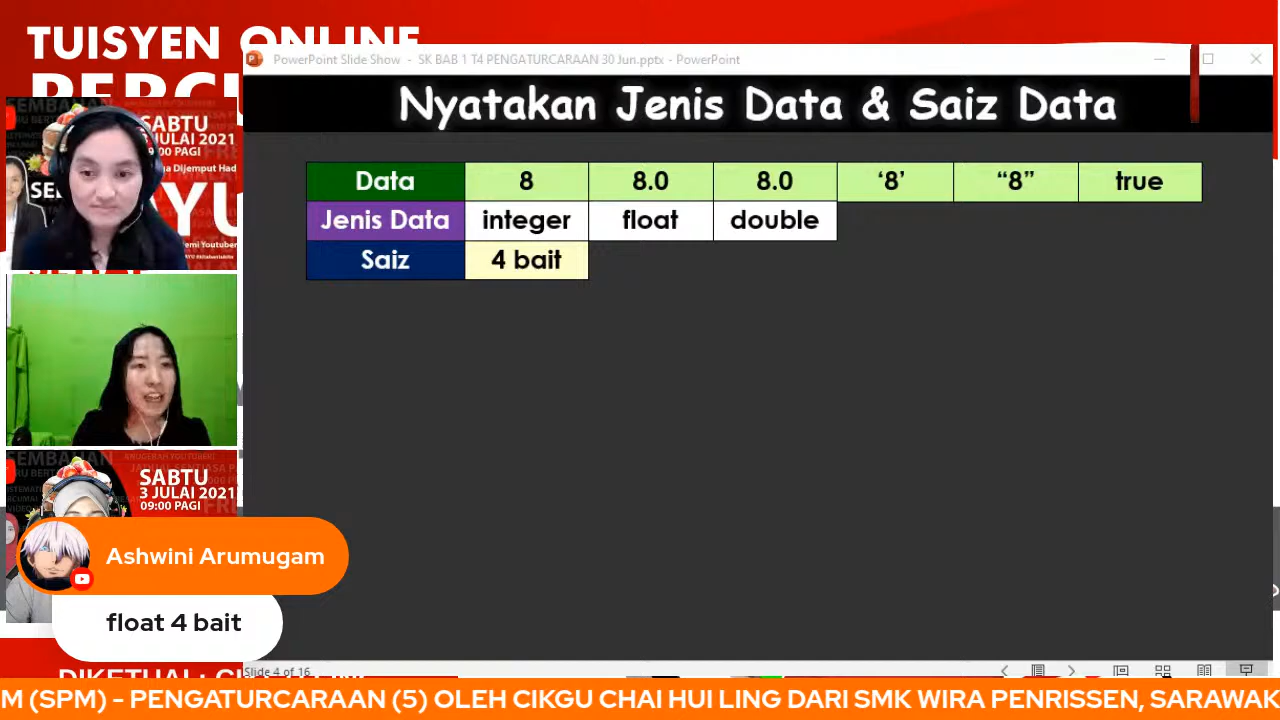 TUISYEN ONLINE
PowerPoint Slide Show - SK BAB 1 T4 PENGATURCARAAN 30 Jun.pptx - PowerPoint
Nyatakan Jenis Data & Saiz Data
Data 8 8.0 8.0 ‘8’ “8” true
Jenis Data integer float double
Saiz 4 bait
SABTU
JULAI 2021
00 PAGI
SABTU
3 JULAI 2021
09:00 PAGI
Ashwini Arumugam
float 4 bait
Slide 4 of 16
M (SPM) - PENGATURCARAAN (5) OLEH CIKGU CHAI HUI LING DARI SMK WIRA PENRISSEN, SARAWAK